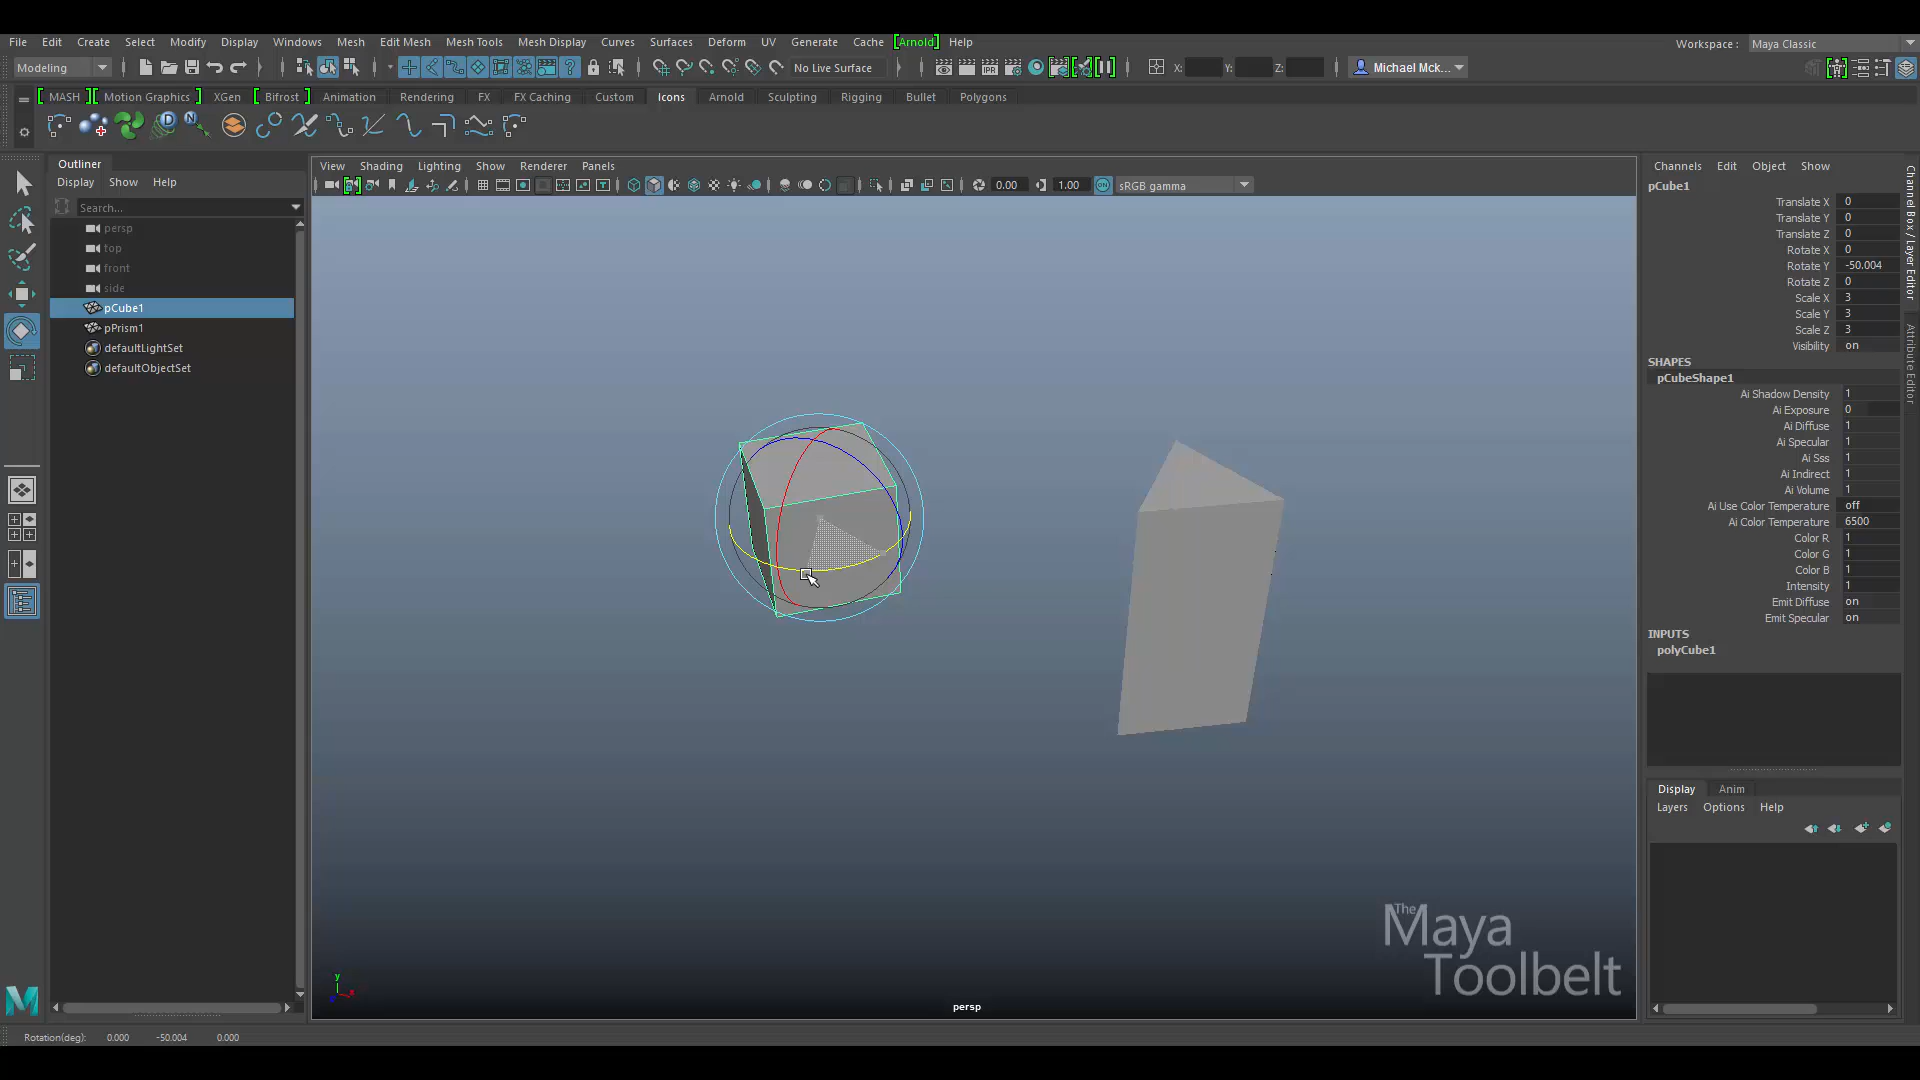 File Edit Create Select Modify Display Windows Mesh Edit Mesh Mesh Tools Mesh Display Curves Surfaces Deform UV Generate Cache [Arnold] Help
Workspace : Maya Classic
Modeling
No Live Surface
X: Y: Z:
Michael Mck...
[ MASH ] [ Motion Graphics ] XGen [ Bifrost ] Animation Rendering FX FX Caching Custom Icons Arnold Sculpting Rigging Bullet Polygons
Outliner
Display Show Help
Search...
persp
top
front
side
pCube1
pPrism1
defaultLightSet
defaultObjectSet
View Shading Lighting Show Renderer Panels
0.00 1.00 ON sRGB gamma
persp
The
Maya
Toolbelt
Channels Edit Object Show
pCube1
Translate X 0
Translate Y 0
Translate Z 0
Rotate X 0
Rotate Y -50.004
Rotate Z 0
Scale X 3
Scale Y 3
Scale Z 3
Visibility on
SHAPES
pCubeShape1
Ai Shadow Density 1
Ai Exposure 0
Ai Diffuse 1
Ai Specular 1
Ai Sss 1
Ai Indirect 1
Ai Volume 1
Ai Use Color Temperature off
Ai Color Temperature 6500
Color R 1
Color G 1
Color B 1
Intensity 1
Emit Diffuse on
Emit Specular on
INPUTS
polyCube1
Display Anim
Layers Options Help
Channel Box / Layer Editor
Attribute Editor
Rotation(deg): 0.000 -50.004 0.000